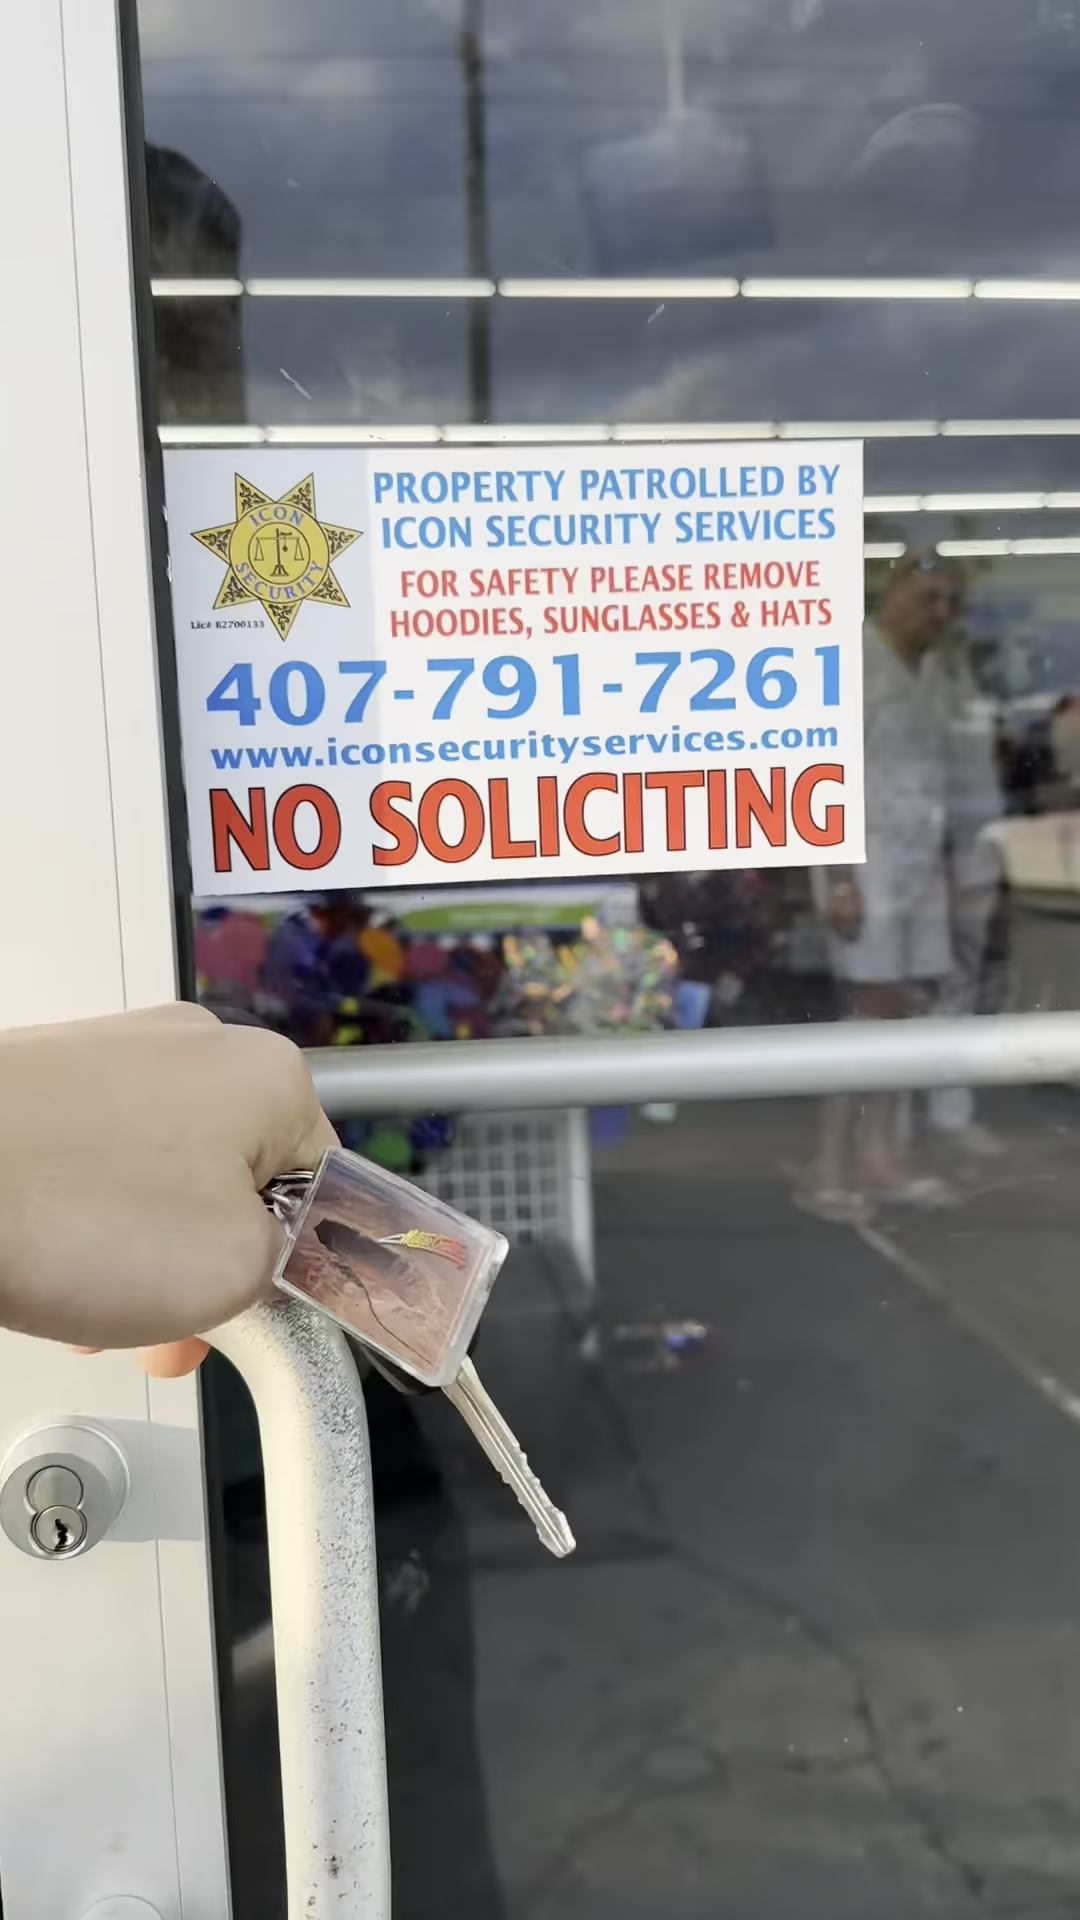 ICON
SECURITY
Lic# B2700133
PROPERTY PATROLLED BY
ICON SECURITY SERVICES
FOR SAFETY PLEASE REMOVE
HOODIES, SUNGLASSES & HATS
407-791-7261
www.iconsecurityservices.com
NO SOLICITING